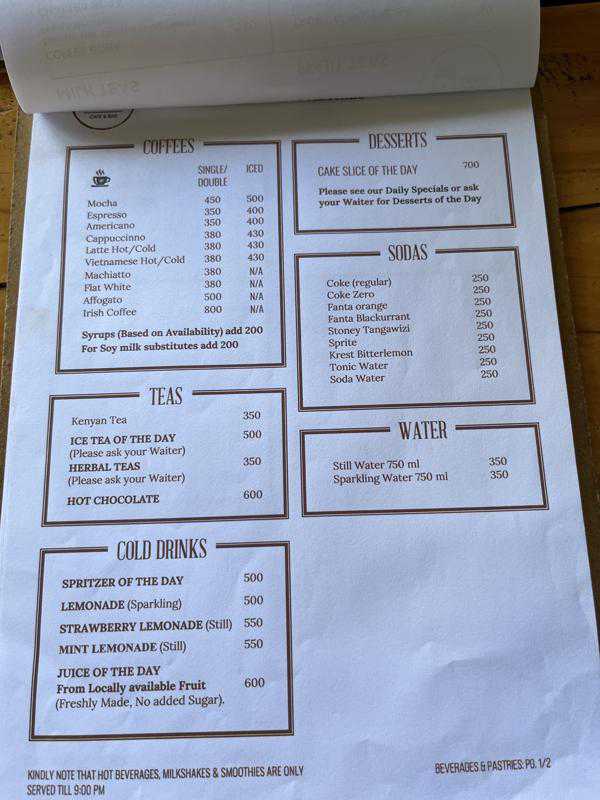 MILK TEAS
CAFE & BAR
COFFEES
SINGLE/ DOUBLE ICED
Mocha 450 500
Espresso 350 400
Americano 350 400
Cappuccinno 380 430
Latte Hot/Cold 380 430
Vietnamese Hot/Cold 380 430
Machiatto 380 N/A
Flat White 380 N/A
Affogato 500 N/A
Irish Coffee 800 N/A
Syrups (Based on Availability) add 200
For Soy milk substitutes add 200
TEAS
Kenyan Tea 350
ICE TEA OF THE DAY 500
(Please ask your Waiter)
HERBAL TEAS 350
(Please ask your Waiter)
HOT CHOCOLATE 600
COLD DRINKS
SPRITZER OF THE DAY 500
LEMONADE (Sparkling) 500
STRAWBERRY LEMONADE (Still) 550
MINT LEMONADE (Still) 550
JUICE OF THE DAY
From Locally available Fruit 600
(Freshly Made, No added Sugar).
DESSERTS
CAKE SLICE OF THE DAY 700
Please see our Daily Specials or ask
your Waiter for Desserts of the Day
SODAS
Coke (regular) 250
Coke Zero 250
Fanta orange 250
Fanta Blackurrant 250
Stoney Tangawizi 250
Sprite 250
Krest Bitterlemon 250
Tonic Water 250
Soda Water 250
WATER
Still Water 750 ml 350
Sparkling Water 750 ml 350
KINDLY NOTE THAT HOT BEVERAGES, MILKSHAKES & SMOOTHIES ARE ONLY
SERVED TILL 9:00 PM
BEVERAGES & PASTRIES: PG. 1/2